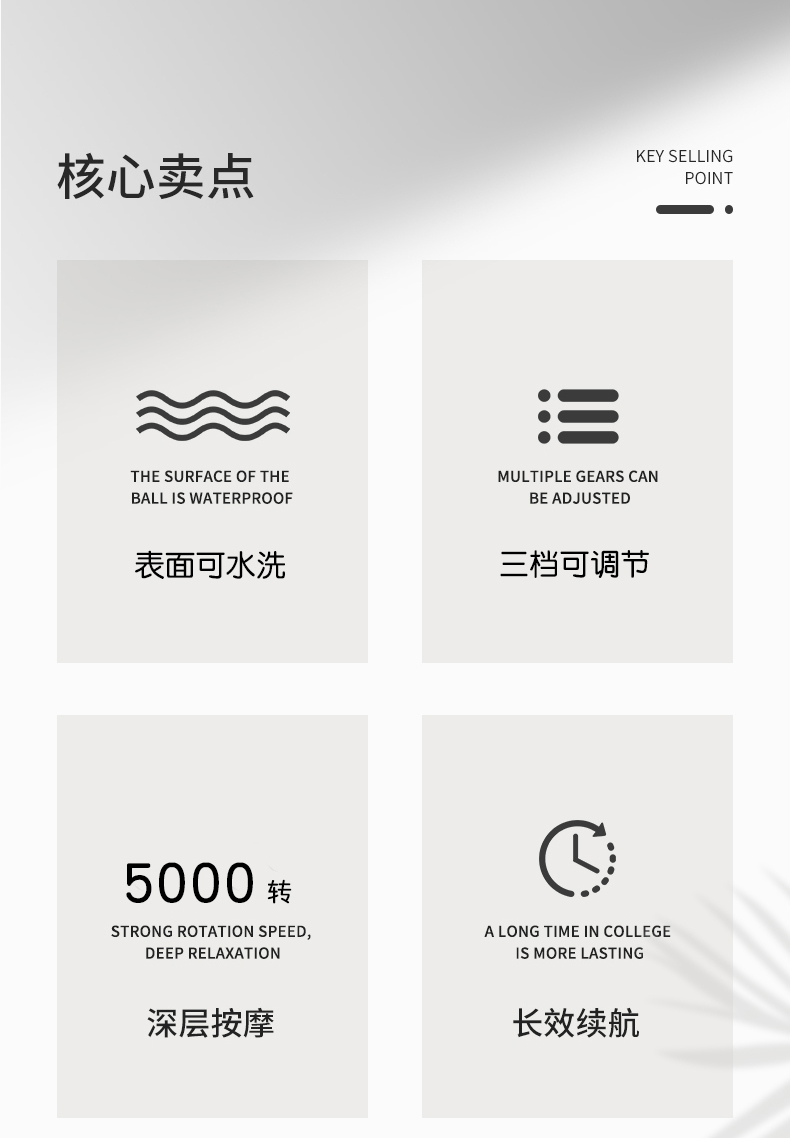 核心卖点
KEY SELLING
POINT
THE SURFACE OF THE
BALL IS WATERPROOF
表面可水洗
MULTIPLE GEARS CAN
BE ADJUSTED
三档可调节
5000 转
STRONG ROTATION SPEED,
DEEP RELAXATION
深层按摩
A LONG TIME IN COLLEGE
IS MORE LASTING
长效续航